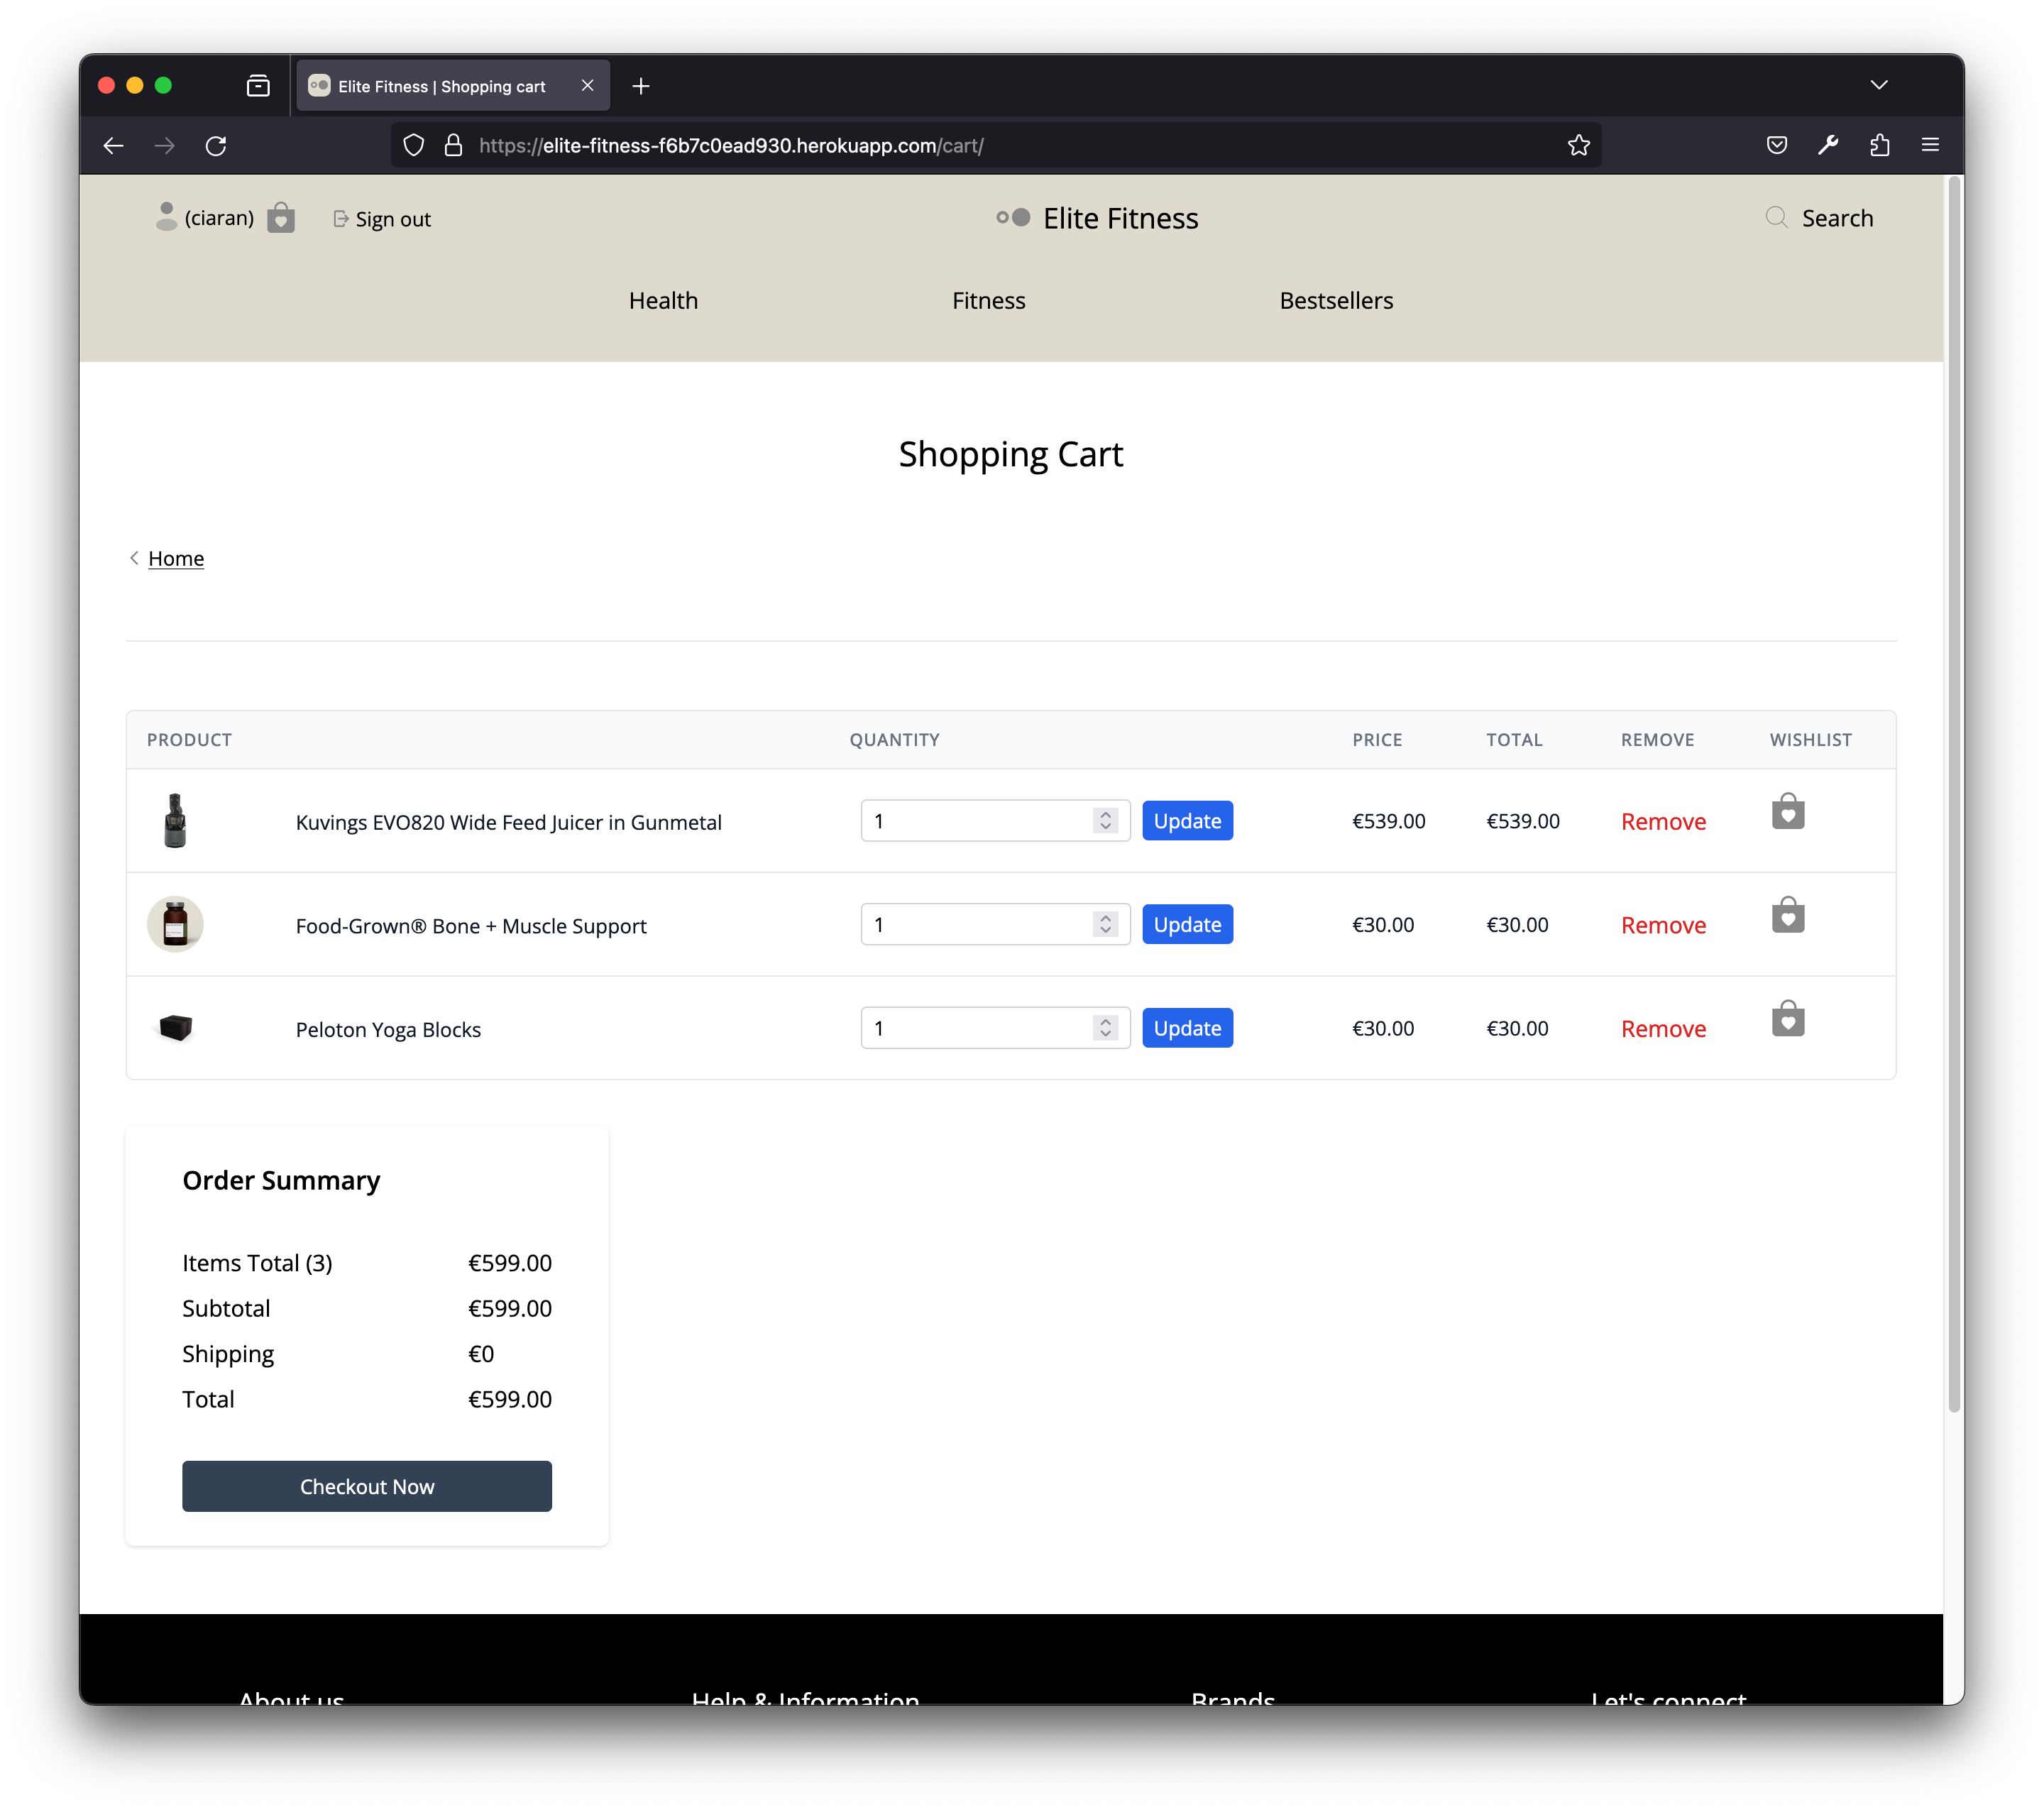 Elite Fitness | Shopping cart
https://elite-fitness-f6b7c0ead930.herokuapp.com/cart/
(ciaran) Sign out Elite Fitness Search
Health Fitness Bestsellers
Shopping Cart
Home
PRODUCT QUANTITY PRICE TOTAL REMOVE WISHLIST
Kuvings EVO820 Wide Feed Juicer in Gunmetal 1 Update €539.00 €539.00 Remove
Food-Grown® Bone + Muscle Support 1 Update €30.00 €30.00 Remove
Peloton Yoga Blocks 1 Update €30.00 €30.00 Remove
Order Summary
Items Total (3) €599.00
Subtotal €599.00
Shipping €0
Total €599.00
Checkout Now
About us Help & Information Brands Let's connect